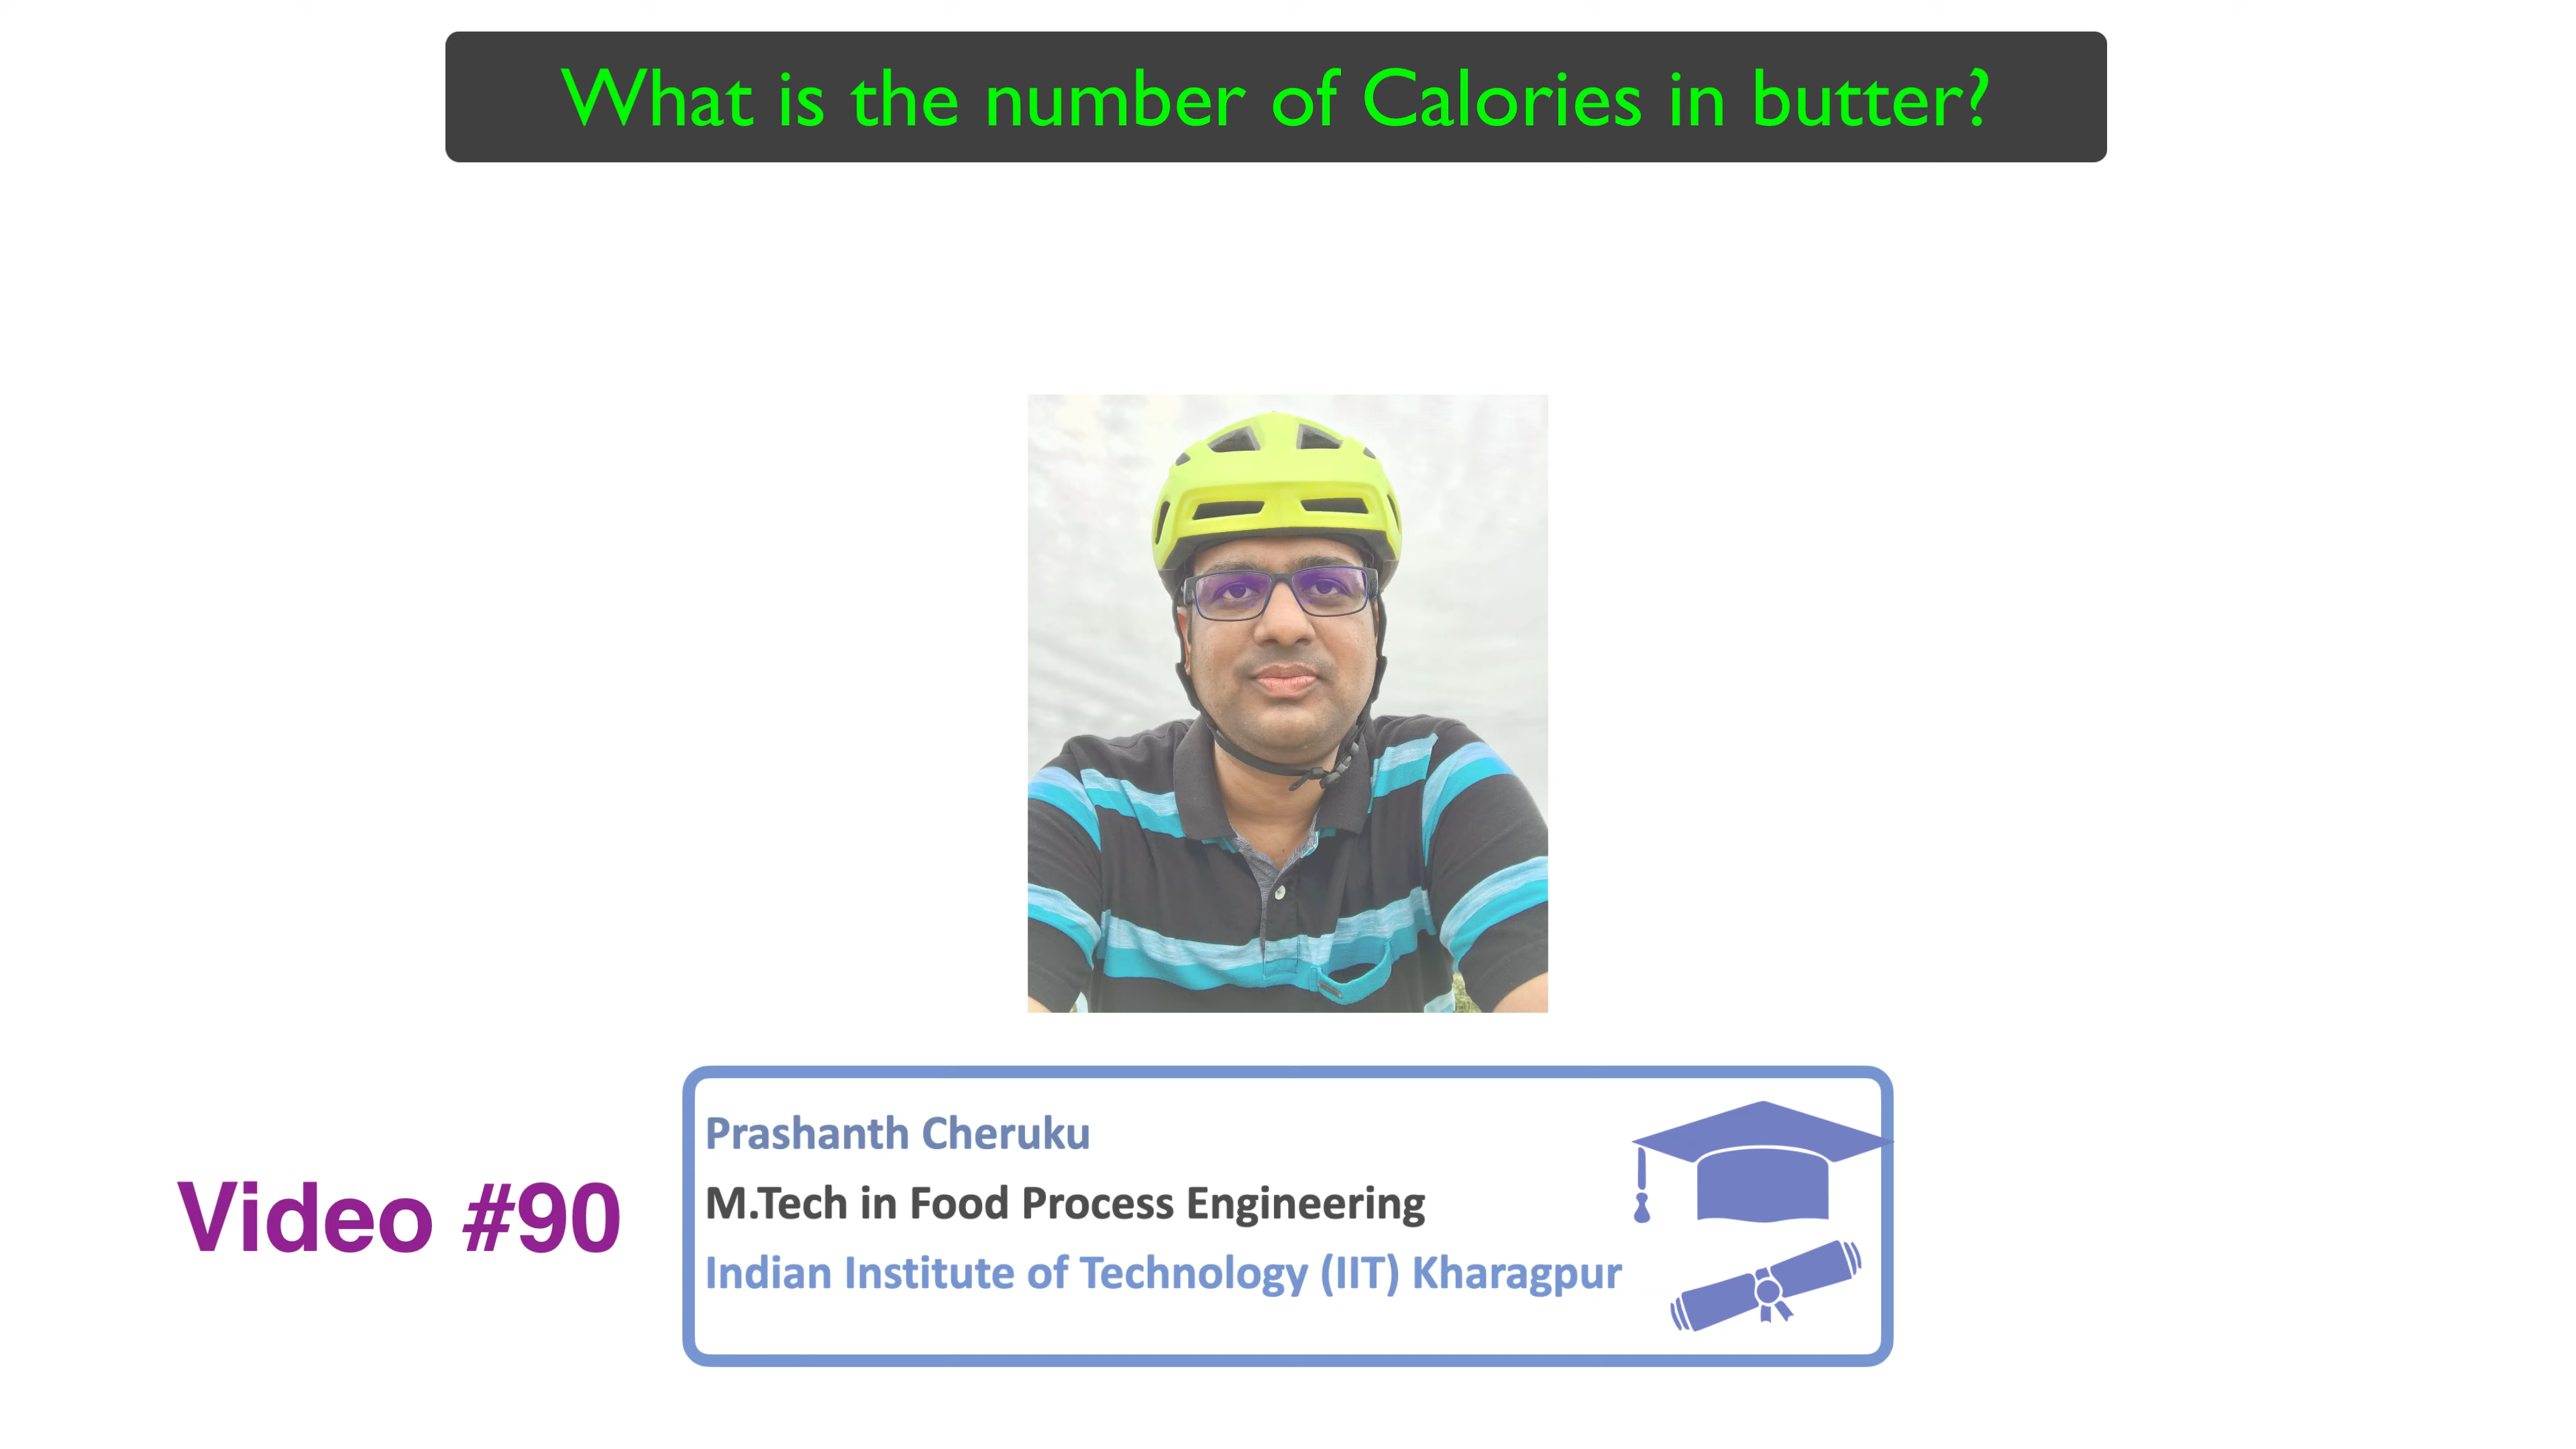 What is the number of Calories in butter?
Video #90
Prashanth Cheruku
M.Tech in Food Process Engineering
Indian Institute of Technology (IIT) Kharagpur